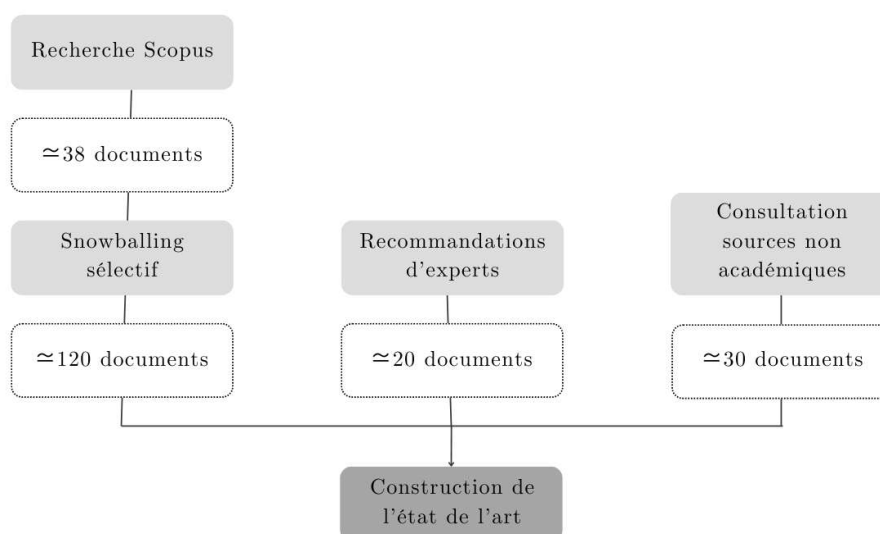 Recherche Scopus
≃38 documents
Snowballing
sélectif
≃120 documents
Recommandations
d'experts
≃20 documents
Consultation
sources non
académiques
≃30 documents
Construction de
l'état de l'art